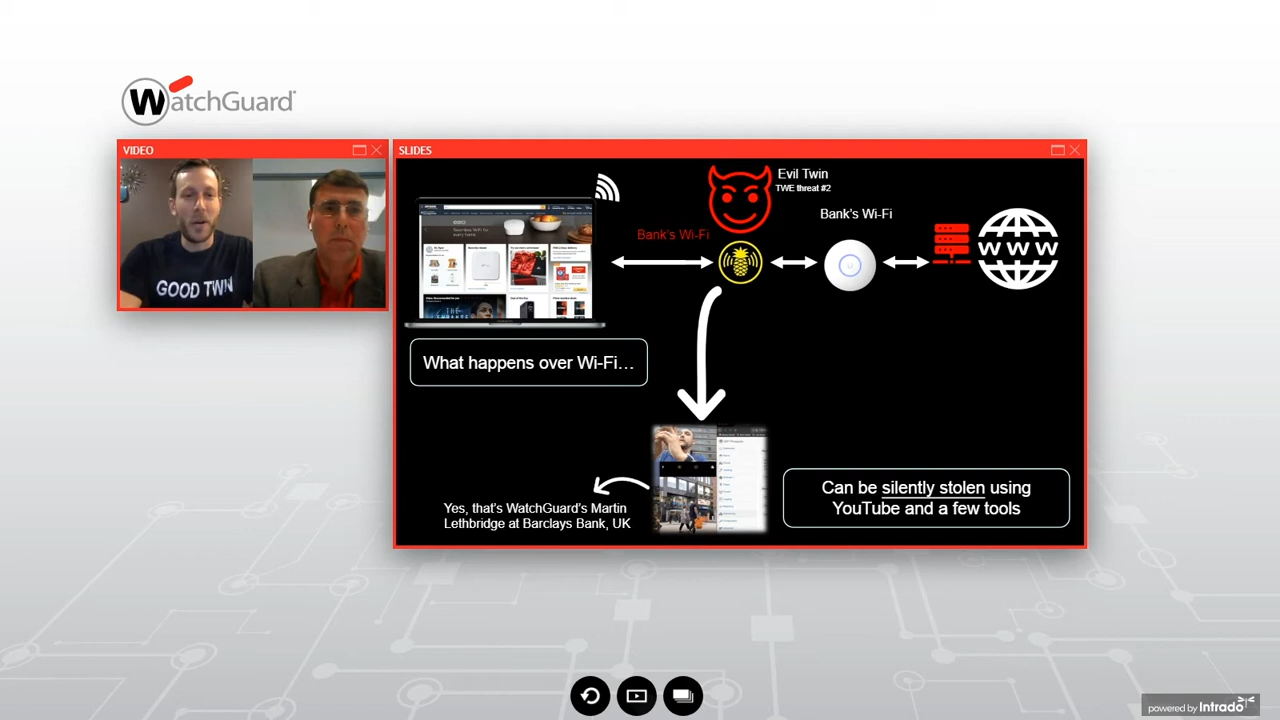 WatchGuard
VIDEO
SLIDES
GOOD TWIN
Evil Twin
TWE threat #2
Bank's Wi-Fi
Bank's Wi-Fi
WWW
What happens over Wi-Fi…
Yes, that's WatchGuard's Martin
Lethbridge at Barclays Bank, UK
Can be silently stolen using
YouTube and a few tools
powered by Intrado